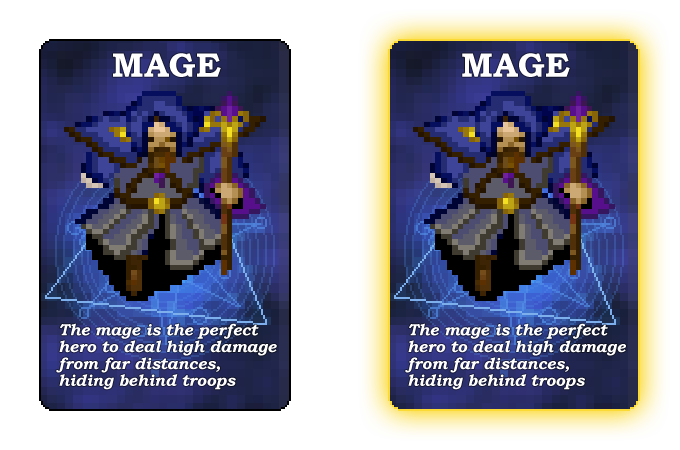 MAGE
The mage is the perfect
hero to deal high damage
from far distances,
hiding behind troops
MAGE
The mage is the perfect
hero to deal high damage
from far distances,
hiding behind troops